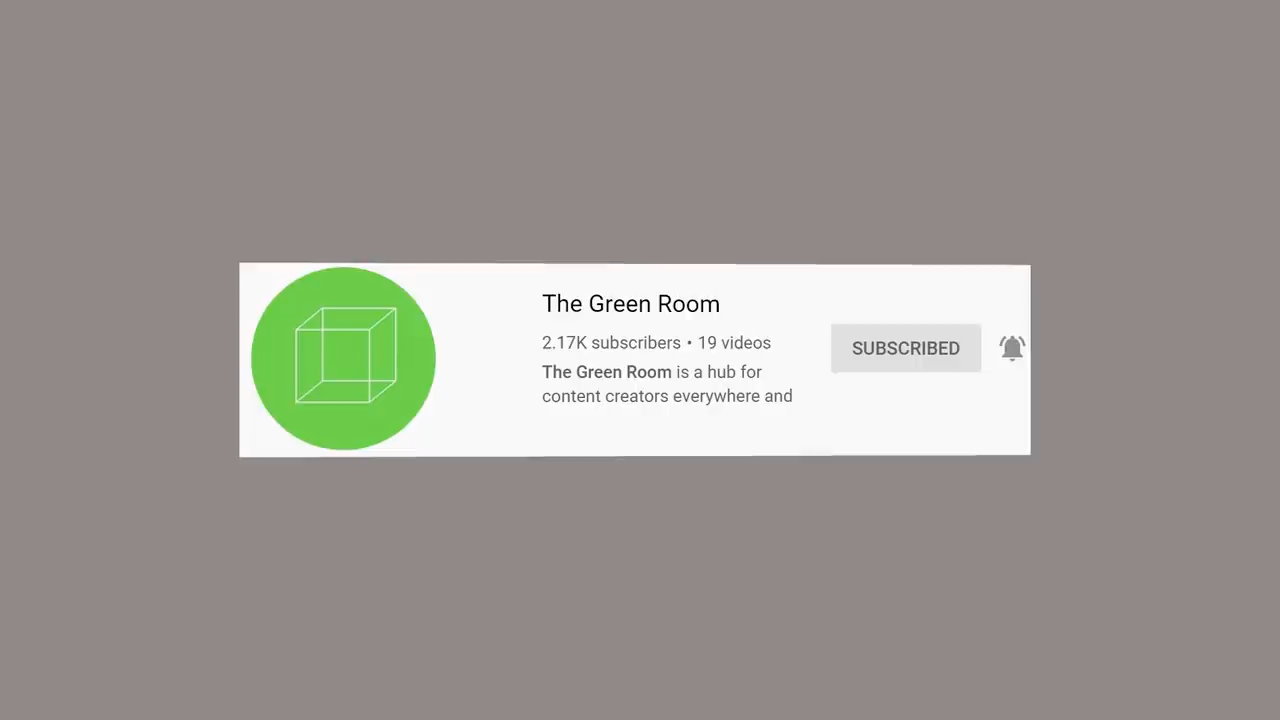 The Green Room
2.17K subscribers • 19 videos
SUBSCRIBED
The Green Room is a hub for
content creators everywhere and